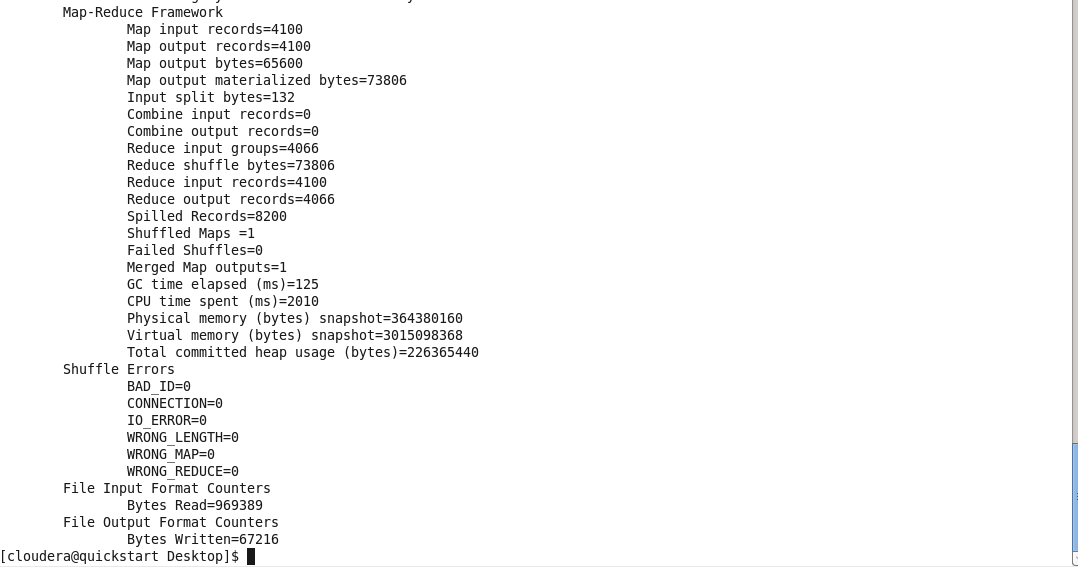 Map-Reduce Framework
Map input records=4100
Map output records=4100
Map output bytes=65600
Map output materialized bytes=73806
Input split bytes=132
Combine input records=0
Combine output records=0
Reduce input groups=4066
Reduce shuffle bytes=73806
Reduce input records=4100
Reduce output records=4066
Spilled Records=8200
Shuffled Maps =1
Failed Shuffles=0
Merged Map outputs=1
GC time elapsed (ms)=125
CPU time spent (ms)=2010
Physical memory (bytes) snapshot=364380160
Virtual memory (bytes) snapshot=3015098368
Total committed heap usage (bytes)=226365440
Shuffle Errors
BAD_ID=0
CONNECTION=0
IO_ERROR=0
WRONG_LENGTH=0
WRONG_MAP=0
WRONG_REDUCE=0
File Input Format Counters
Bytes Read=969389
File Output Format Counters
Bytes Written=67216
[cloudera@quickstart Desktop]$